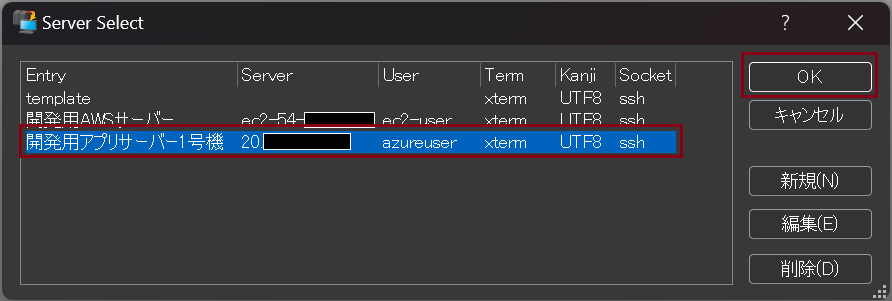 Server Select
?
Entry Server User Term Kanji Socket
template xterm UTF8 ssh
開発用AWSサーバー ec2-54- ec2-user xterm UTF8 ssh
開発用アプリサーバー1号機 20. azureuser xterm UTF8 ssh
OK
キャンセル
新規(N)
編集(E)
削除(D)